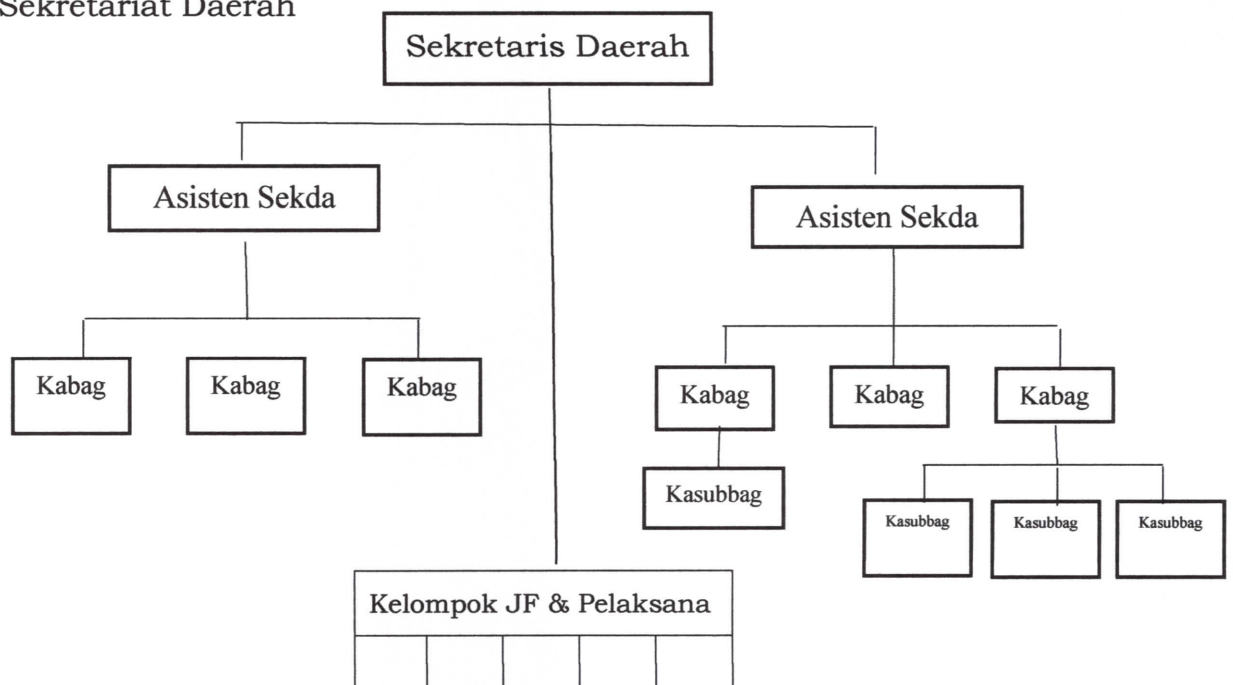 Sekretariat Daerah
Sekretaris Daerah
Asisten Sekda
Asisten Sekda
Kabag
Kabag
Kabag
Kabag
Kabag
Kabag
Kasubbag
Kasubbag
Kasubbag
Kasubbag
Kelompok JF & Pelaksana